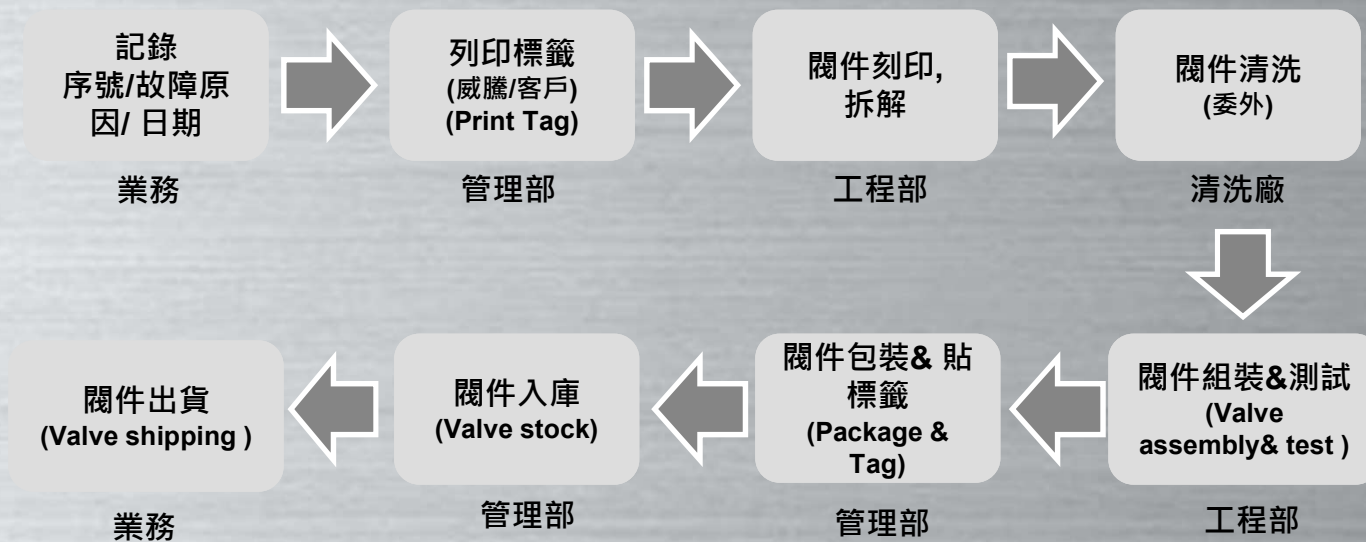 記錄
序號/故障原
因/ 日期
業務
列印標籤
(威騰/客戶)
(Print Tag)
管理部
閥件刻印,
拆解
工程部
閥件清洗
(委外)
清洗廠
閥件組裝&測試
(Valve
assembly& test )
工程部
閥件包裝& 貼
標籤
(Package &
Tag)
管理部
閥件入庫
(Valve stock)
管理部
閥件出貨
(Valve shipping )
業務